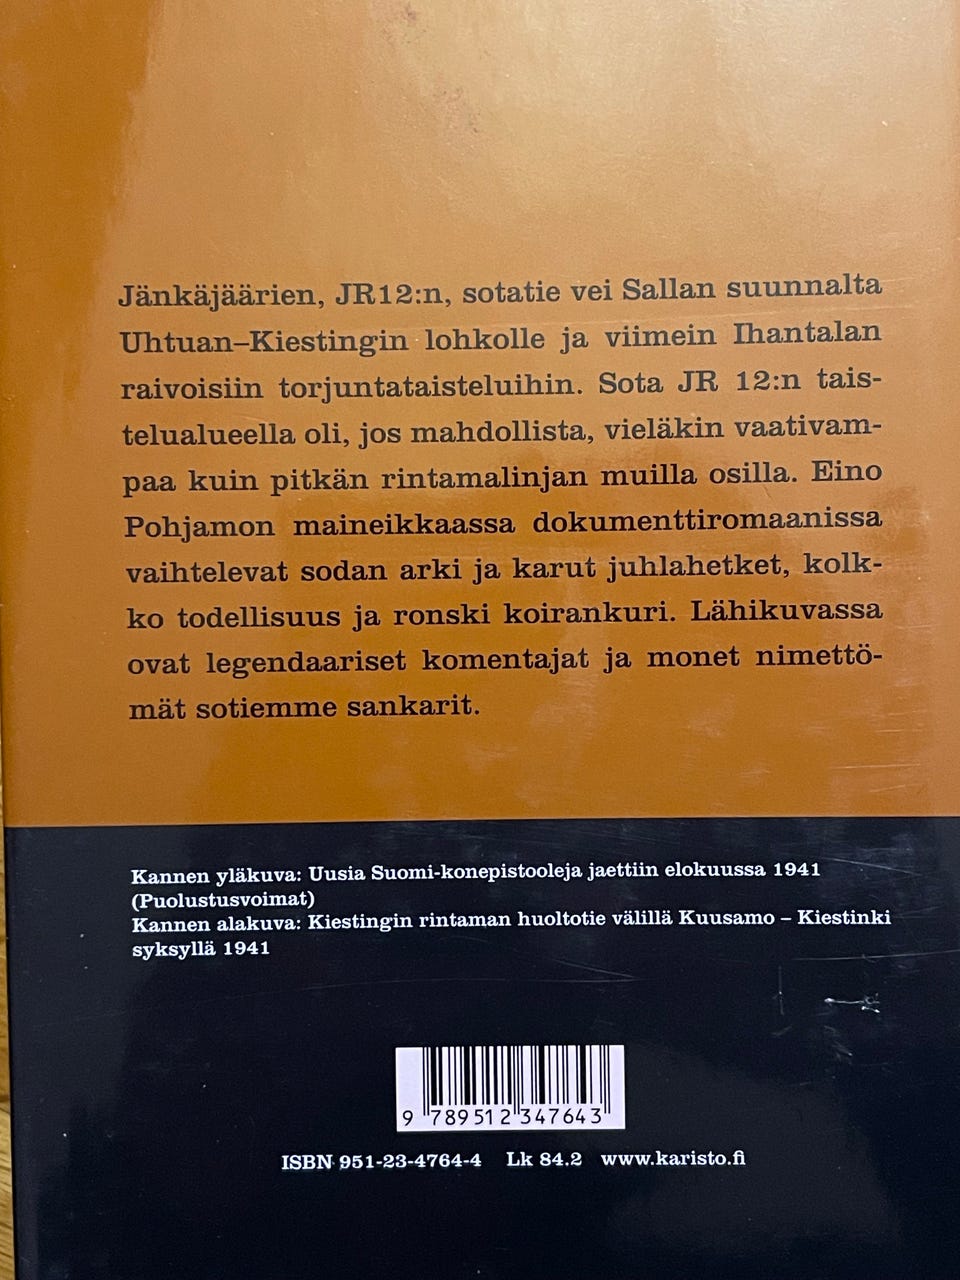 Jänkäjäärien, JR12:n, sotatie vei Sallan suunnalta
Uhtuan–Kiestingin lohkolle ja viimein Ihantalan
raivoisiin torjuntataisteluihin. Sota JR 12:n tais-
telualueella oli, jos mahdollista, vieläkin vaativam-
paa kuin pitkän rintamalinjan muilla osilla. Eino
Pohjamon maineikkaassa dokumenttiromaanissa
vaihtelevat sodan arki ja karut juhlahetket, kolk-
ko todellisuus ja ronski koirankuri. Lähikuvassa
ovat legendaariset komentajat ja monet nimettö-
mät sotiemme sankarit.
Kannen yläkuva: Uusia Suomi-konepistooleja jaettiin elokuussa 1941
(Puolustusvoimat)
Kannen alakuva: Kiestingin rintaman huoltotie välillä Kuusamo – Kiestinki
syksyllä 1941
9 789512 347643
ISBN 951-23-4764-4 Lk 84.2 www.karisto.fi